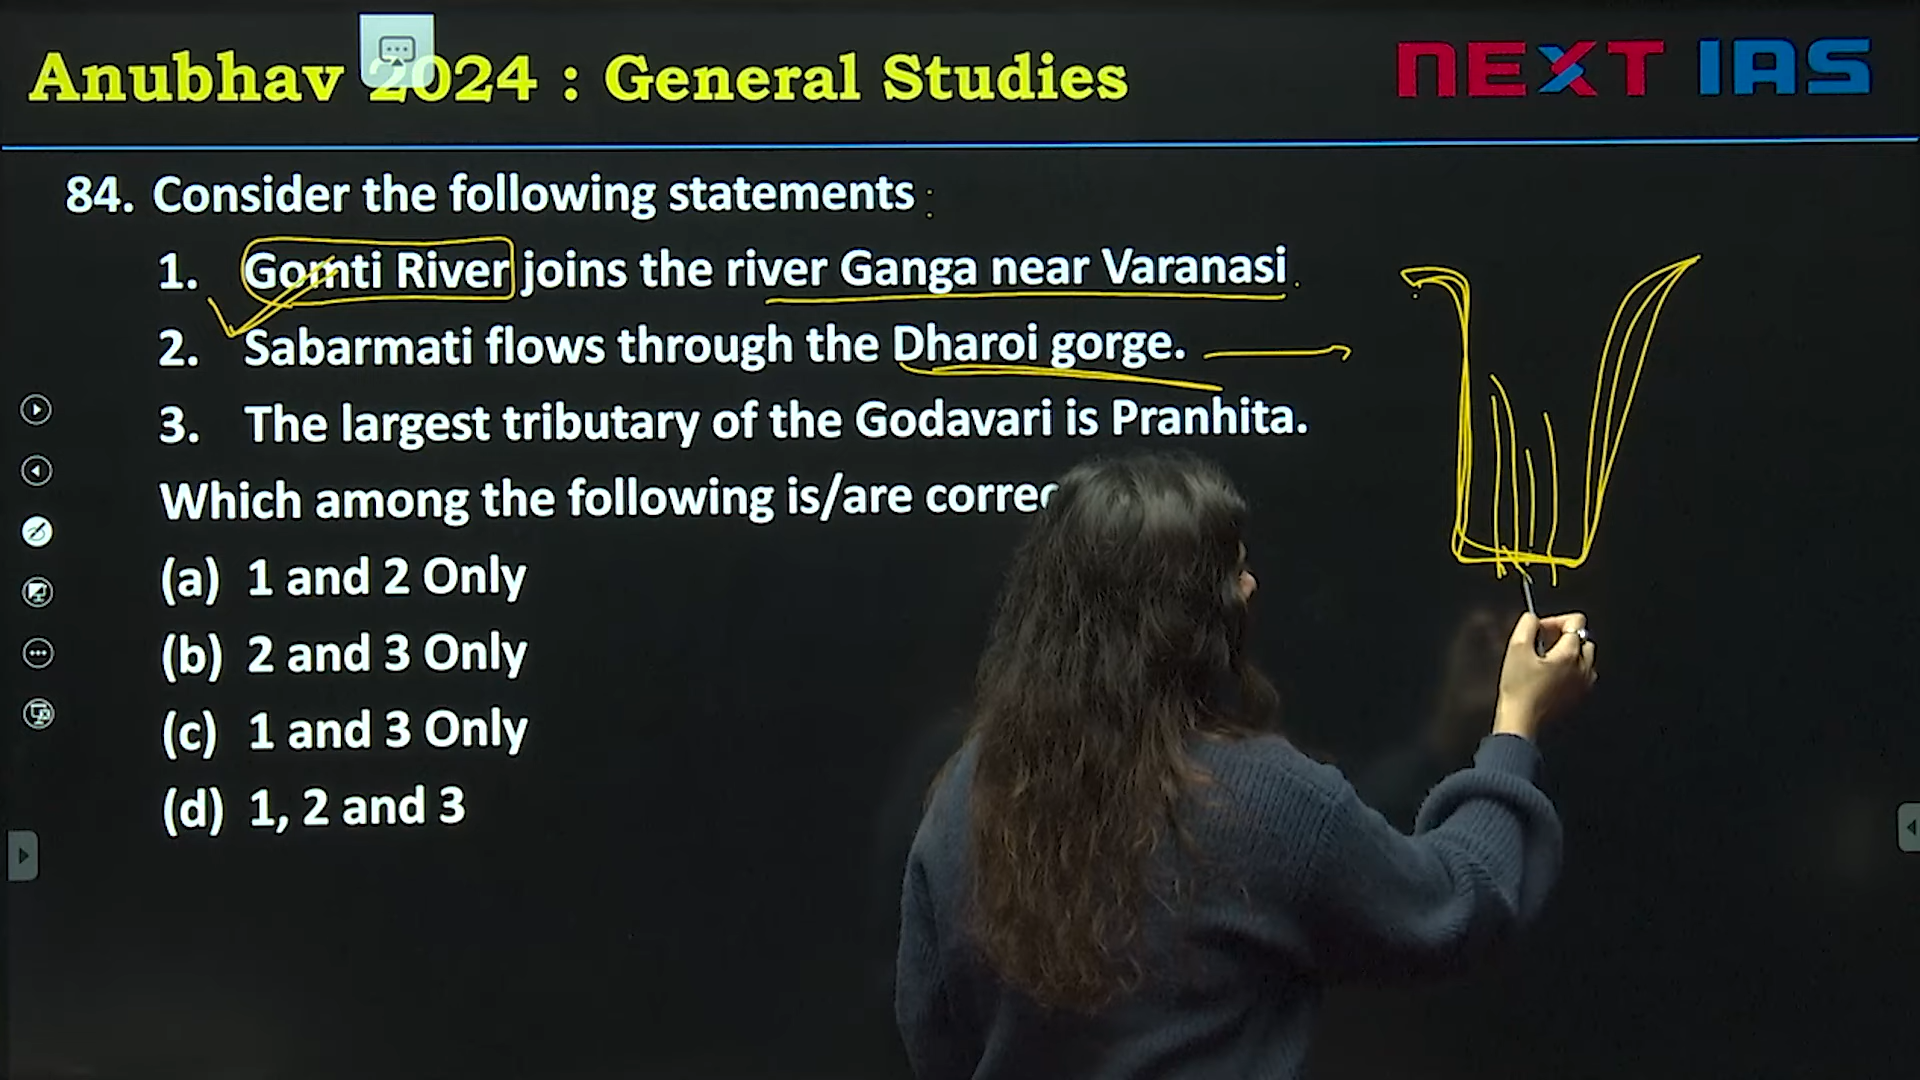 Anubhav 2024 : General Studies
NEXT IAS
84. Consider the following statements :
1. Gomti River joins the river Ganga near Varanasi.
2. Sabarmati flows through the Dharoi gorge.
3. The largest tributary of the Godavari is Pranhita.
Which among the following is/are correc
(a) 1 and 2 Only
(b) 2 and 3 Only
(c) 1 and 3 Only
(d) 1, 2 and 3